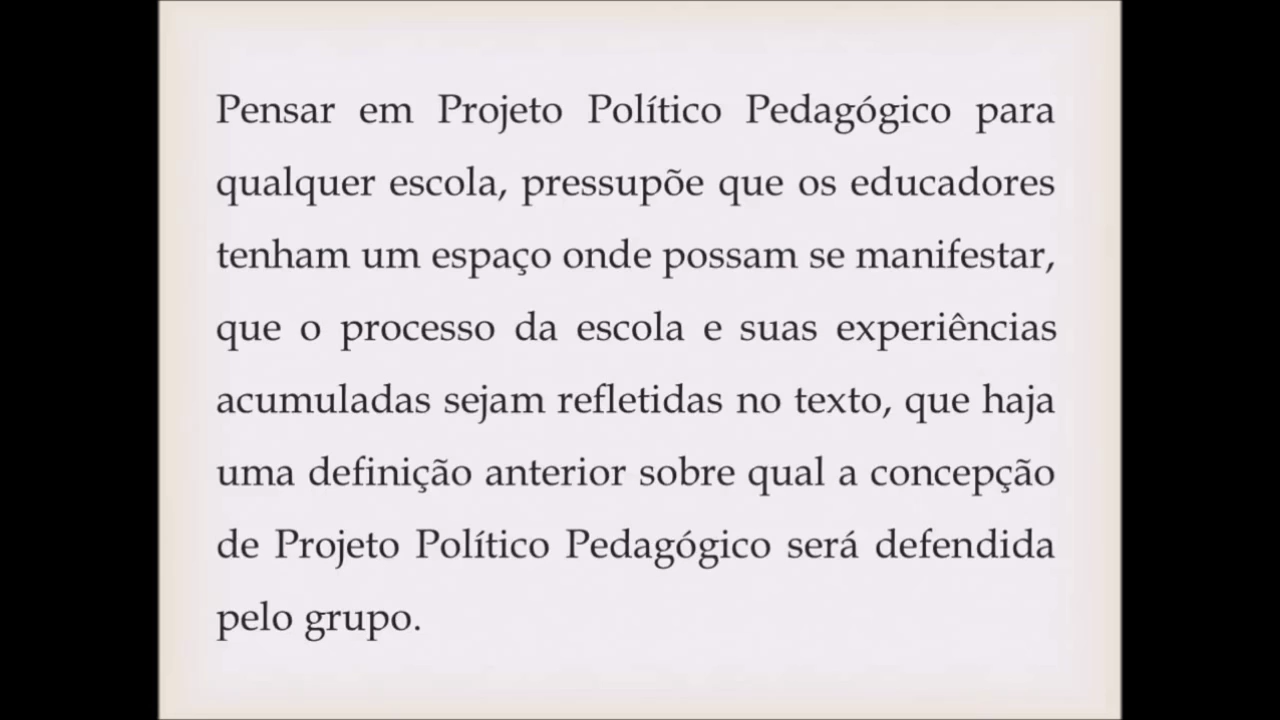 Pensar em Projeto Político Pedagógico para
qualquer escola, pressupõe que os educadores
tenham um espaço onde possam se manifestar,
que o processo da escola e suas experiências
acumuladas sejam refletidas no texto, que haja
uma definição anterior sobre qual a concepção
de Projeto Político Pedagógico será defendida
pelo grupo.